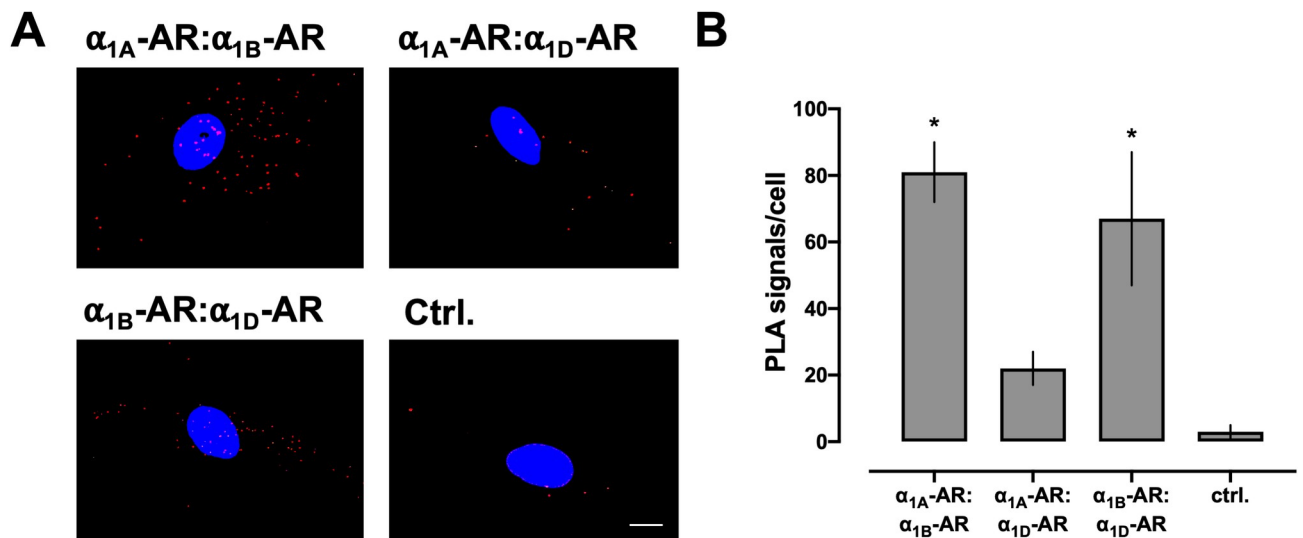 A
α1A-AR:α1B-AR
α1A-AR:α1D-AR
α1B-AR:α1D-AR
Ctrl.
B
PLA signals/cell
100
80
60
40
20
0
*
*
α1A-AR:
α1B-AR
α1A-AR:
α1D-AR
α1B-AR:
α1D-AR
ctrl.